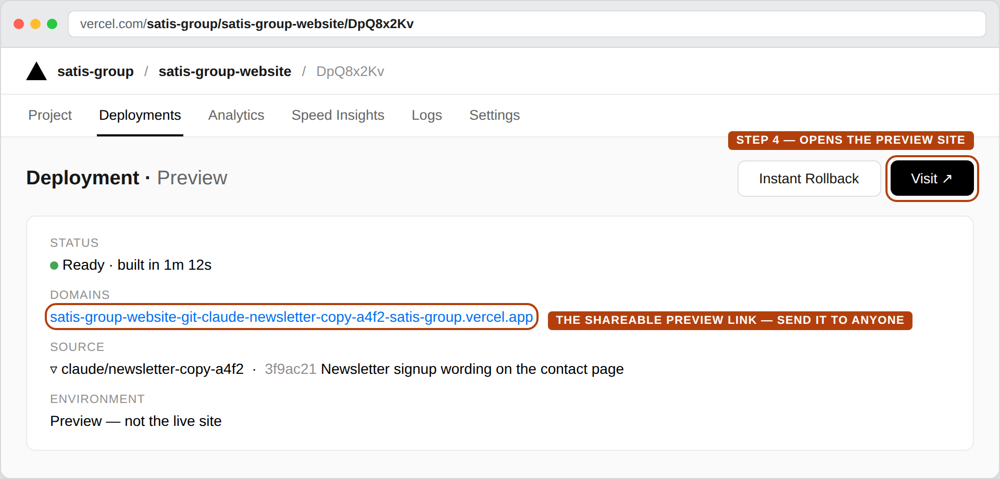 vercel.com/satis-group/satis-group-website/DpQ8x2Kv
satis-group / satis-group-website / DpQ8x2Kv
Project Deployments Analytics Speed Insights Logs Settings
STEP 4 — OPENS THE PREVIEW SITE
Deployment · Preview
Instant Rollback
Visit ↗
STATUS
Ready · built in 1m 12s
DOMAINS
satis-group-website-git-claude-newsletter-copy-a4f2-satis-group.vercel.app
THE SHAREABLE PREVIEW LINK — SEND IT TO ANYONE
SOURCE
▿ claude/newsletter-copy-a4f2 · 3f9ac21 Newsletter signup wording on the contact page
ENVIRONMENT
Preview — not the live site